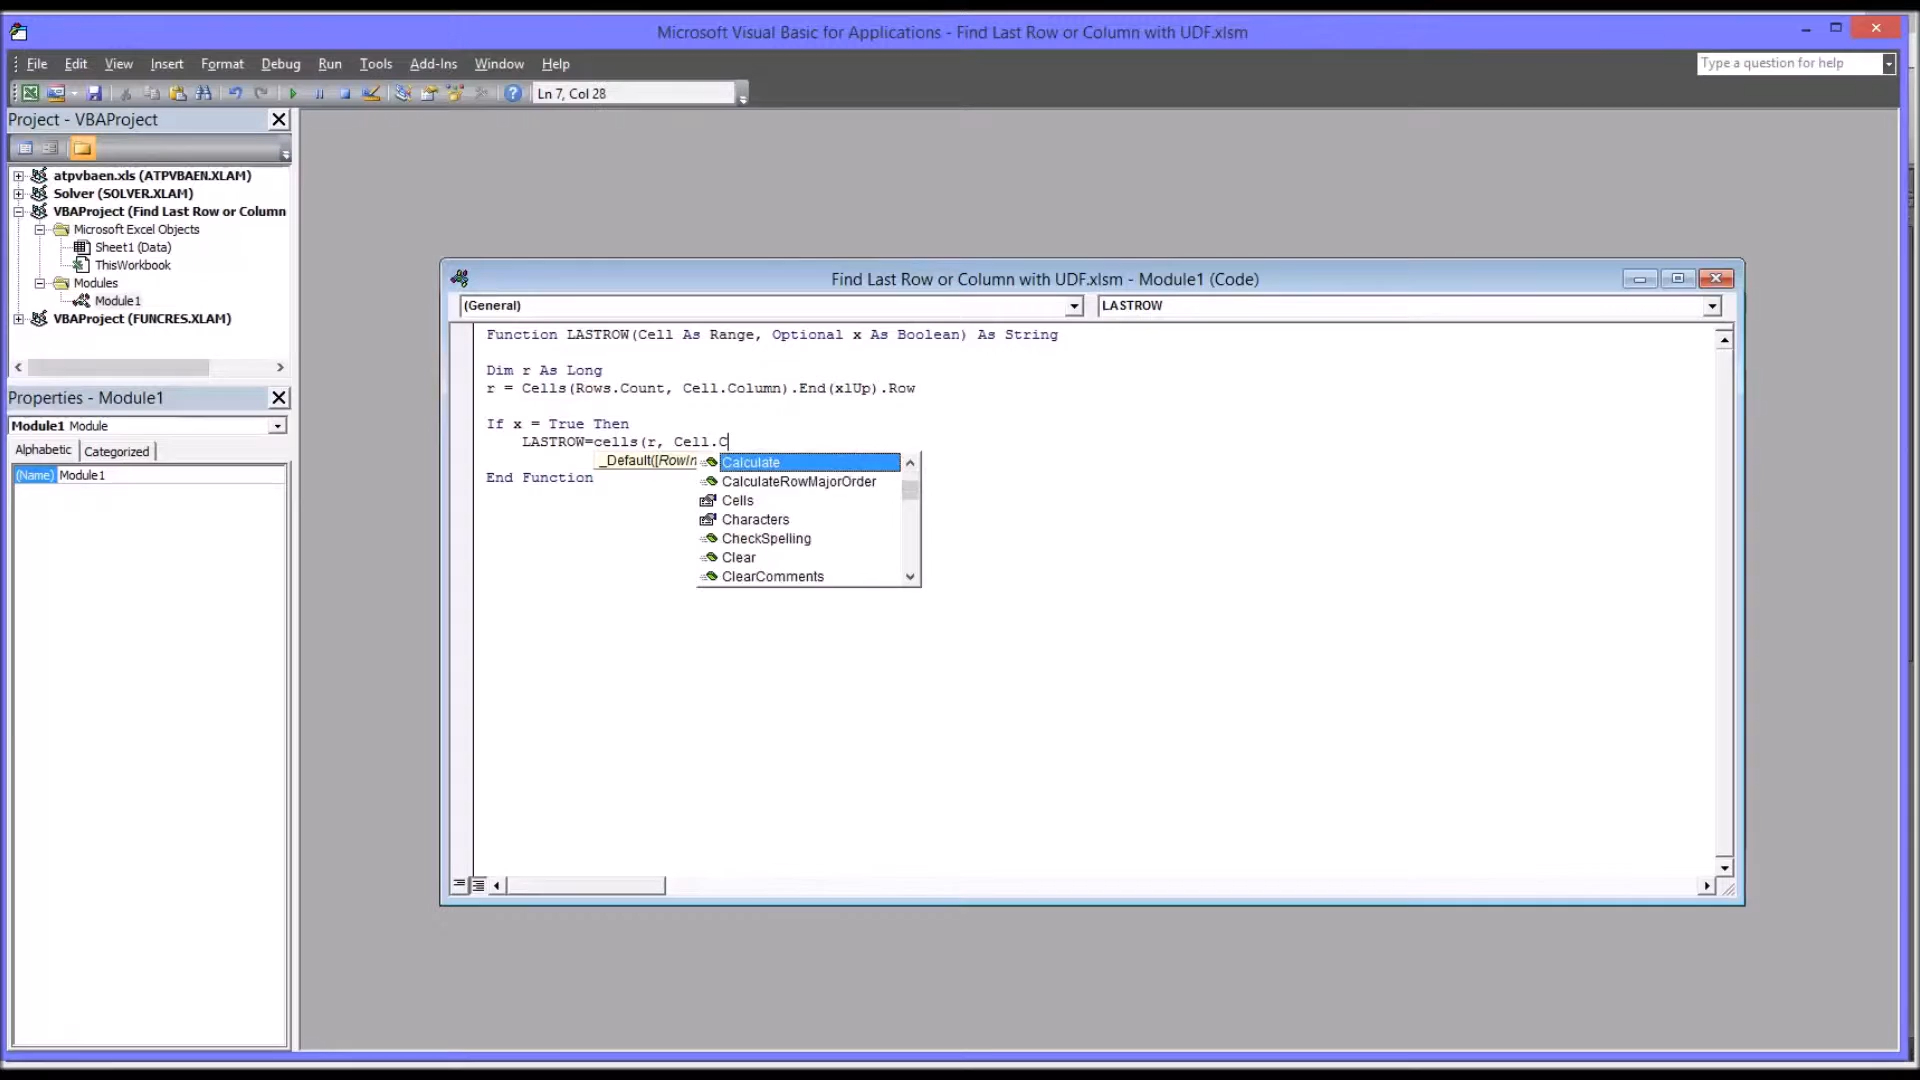 Microsoft Visual Basic for Applications - Find Last Row or Column with UDF.xlsm
File Edit View Insert Format Debug Run Tools Add-Ins Window Help
Type a question for help
Ln 7, Col 28
Project - VBAProject
atpvbaen.xls (ATPVBAEN.XLAM)
Solver (SOLVER.XLAM)
VBAProject (Find Last Row or Column
Microsoft Excel Objects
Sheet1 (Data)
ThisWorkbook
Modules
Module1
VBAProject (FUNCRES.XLAM)
Properties - Module1
Module1 Module
Alphabetic Categorized
(Name) Module1
Find Last Row or Column with UDF.xlsm - Module1 (Code)
(General) LASTROW
Function LASTROW(Cell As Range, Optional x As Boolean) As String
Dim r As Long
r = Cells(Rows.Count, Cell.Column).End(xlUp).Row
If x = True Then
LASTROW=cells(r, Cell.C
_Default([RowIn
End Function
Calculate
CalculateRowMajorOrder
Cells
Characters
CheckSpelling
Clear
ClearComments